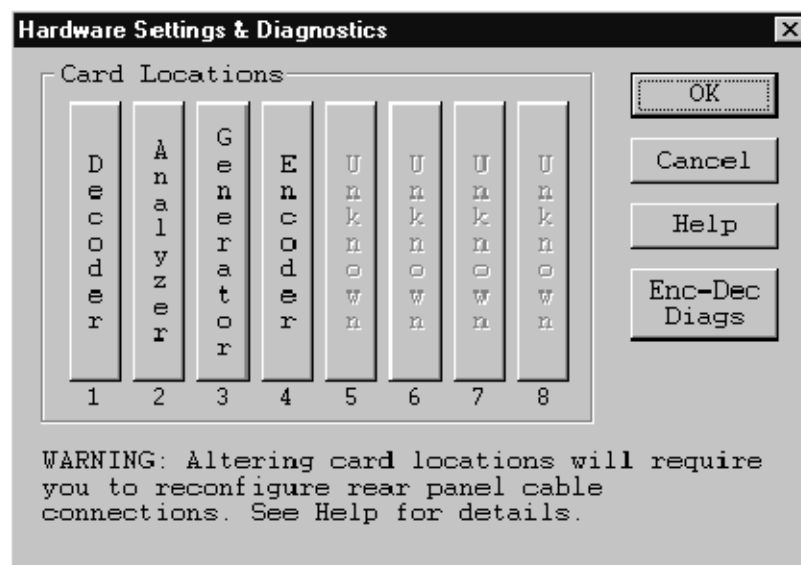 Hardware Settings & Diagnostics
Card Locations
Decoder
Analyzer
Generator
Encoder
Unknown
Unknown
Unknown
Unknown
1 2 3 4 5 6 7 8
OK
Cancel
Help
Enc-Dec
Diags
WARNING: Altering card locations will require
you to reconfigure rear panel cable
connections. See Help for details.